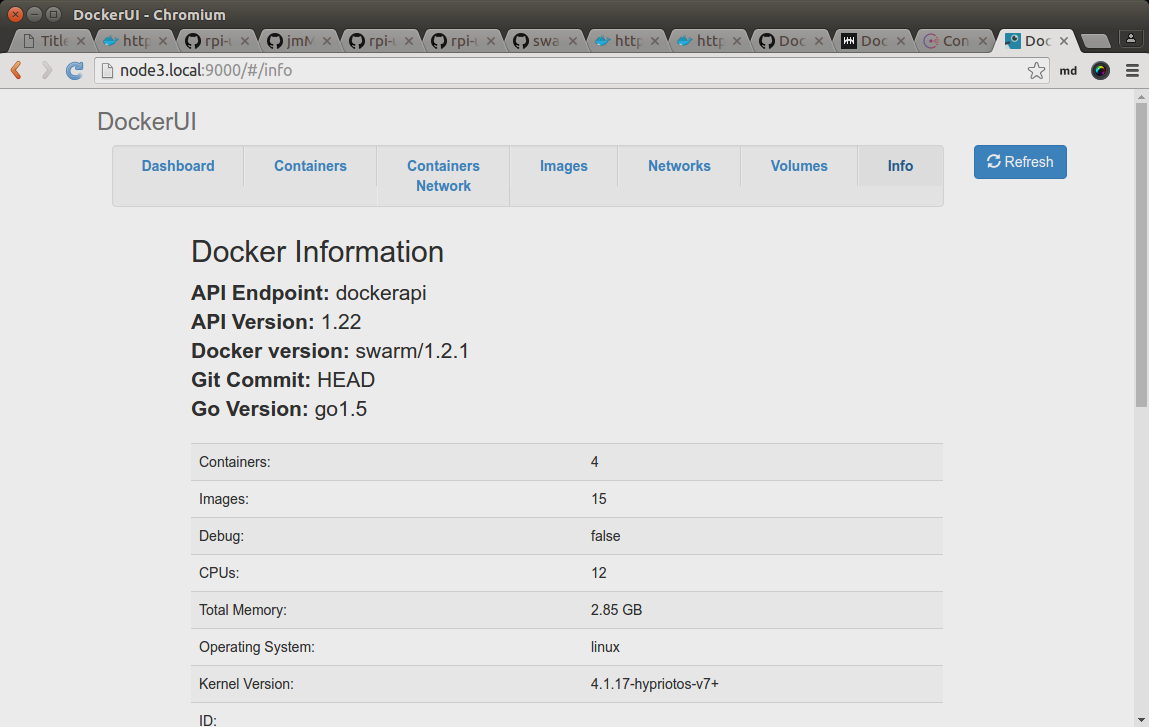 DockerUI - Chromium
Title http rpi-u jmM rpi-u rpi-u swa http http Doc Doc Con Doc
node3.local:9000/#/info
md
DockerUI
Dashboard Containers Containers Network Images Networks Volumes Info Refresh
Docker Information
API Endpoint: dockerapi
API Version: 1.22
Docker version: swarm/1.2.1
Git Commit: HEAD
Go Version: go1.5
Containers: 4
Images: 15
Debug: false
CPUs: 12
Total Memory: 2.85 GB
Operating System: linux
Kernel Version: 4.1.17-hypriotos-v7+
ID: